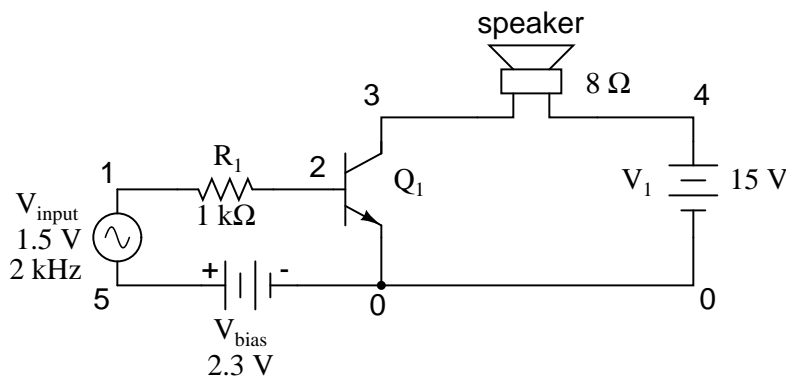 speaker
8 Ω
3
4
1
R1
2
Q1
V1
15 V
1 kΩ
Vinput
1.5 V
2 kHz
5
+
-
0
0
Vbias
2.3 V